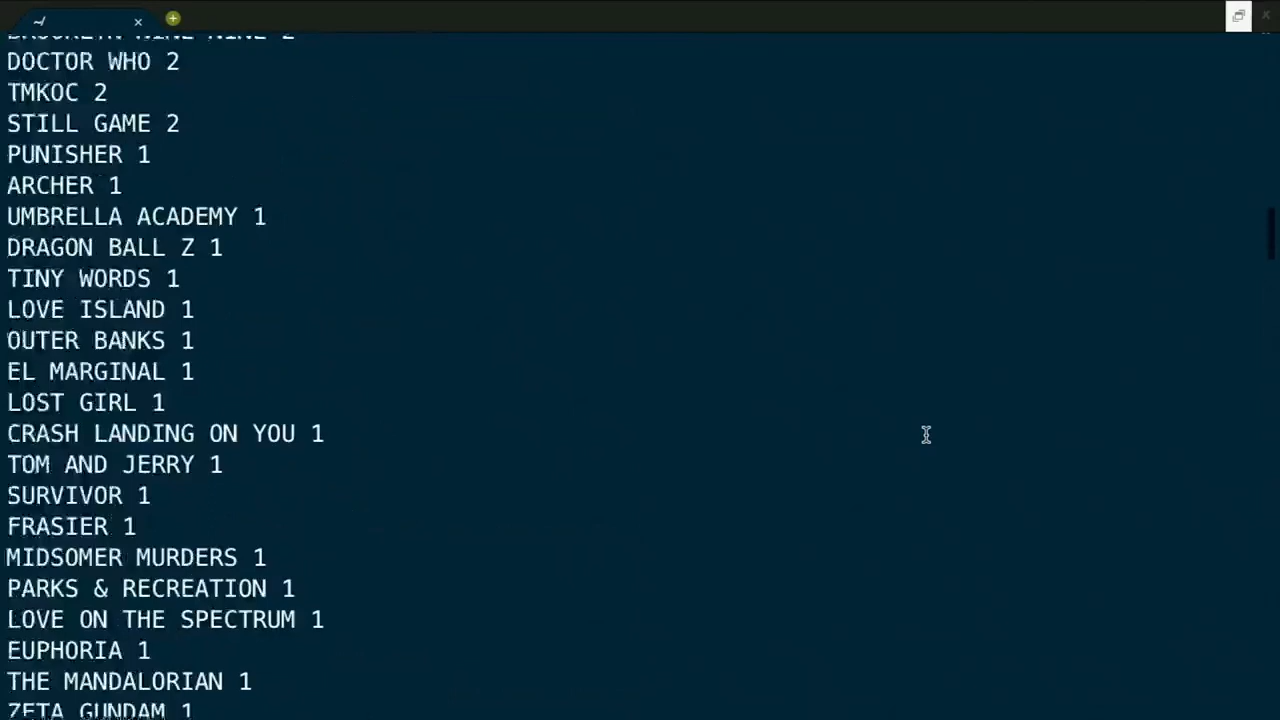 ~/
DOCTOR WHO 2
TMKOC 2
STILL GAME 2
PUNISHER 1
ARCHER 1
UMBRELLA ACADEMY 1
DRAGON BALL Z 1
TINY WORDS 1
LOVE ISLAND 1
OUTER BANKS 1
EL MARGINAL 1
LOST GIRL 1
CRASH LANDING ON YOU 1
TOM AND JERRY 1
SURVIVOR 1
FRASIER 1
MIDSOMER MURDERS 1
PARKS & RECREATION 1
LOVE ON THE SPECTRUM 1
EUPHORIA 1
THE MANDALORIAN 1
ZETA GUNDAM 1